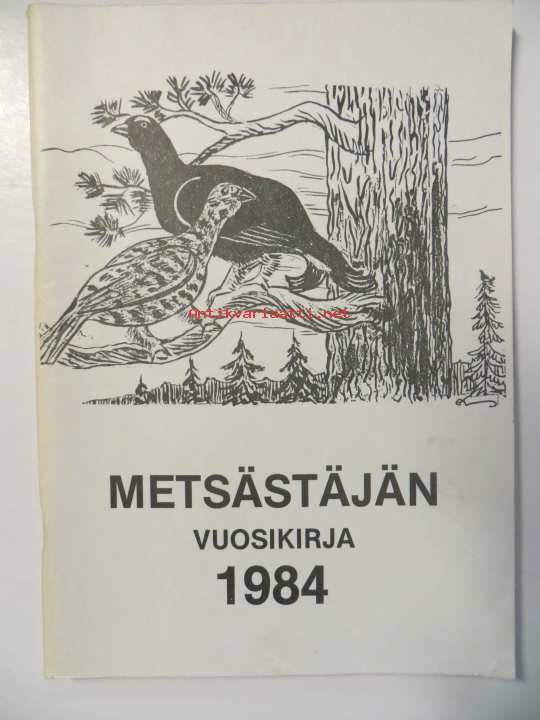 Antikvariaatti.net
METSÄSTÄJÄN
VUOSIKIRJA
1984